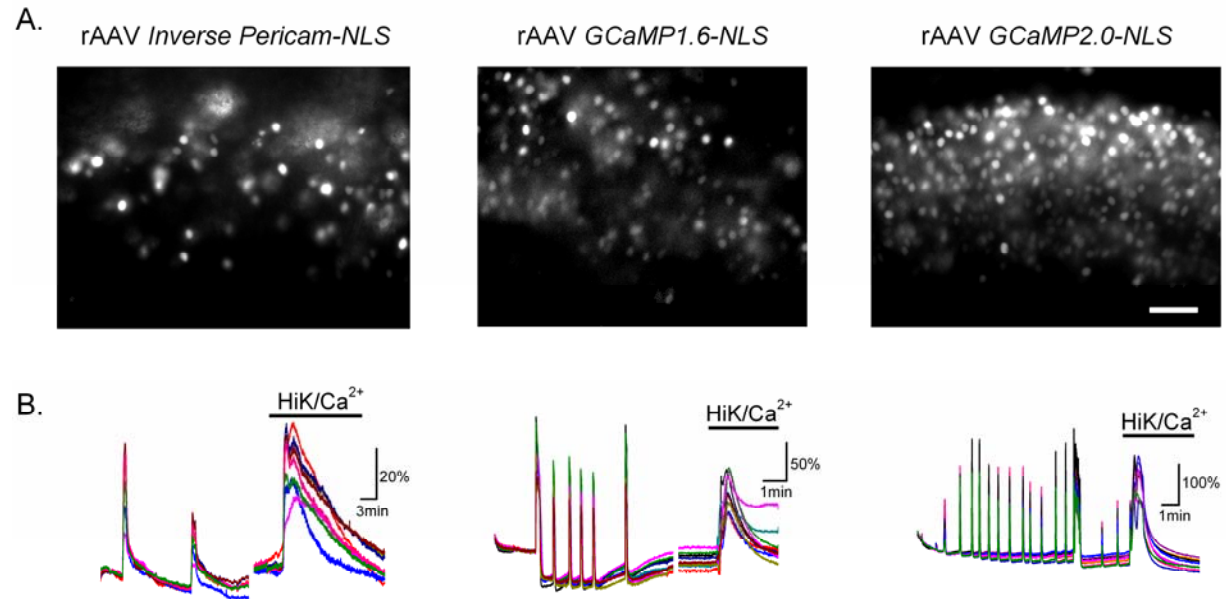 A.
rAAV Inverse Pericam-NLS
rAAV GCaMP1.6-NLS
rAAV GCaMP2.0-NLS
B.
HiK/Ca²⁺
20%
3min
HiK/Ca²⁺
50%
1min
HiK/Ca²⁺
100%
1min